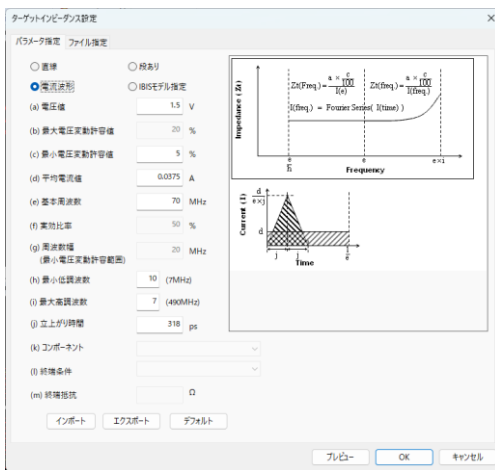 ターゲットインピーダンス設定
パラメータ指定 ファイル指定
直線 段あり
電流波形 IBISモデル指定
(a) 電圧値 1.5 V
(b) 最大電圧変動許容値 20 %
(c) 最小電圧変動許容値 5 %
(d) 平均電流値 0.0375 A
(e) 基本周波数 70 MHz
(f) 実効比率 50 %
(g) 周波数幅
(最小電圧変動許容範囲) 20 MHz
(h) 最小低調波数 10 (7MHz)
(i) 最大高調波数 7 (490MHz)
(j) 立上がり時間 318 ps
(k) コンポーネント
(l) 終端条件
(m) 終端抵抗 Ω
インポート エクスポート デフォルト
Impedance (Zt)
Zt(Freq.) = a × c/100 / I(e) Zt(freq.) = a × c/100 / I(freq.)
I(freq.) = Fourier Series( I(time) )
e/h e e×i
Frequency
Current (I)
d/e×j
d
j j 1/e
Time
プレビュー OK キャンセル